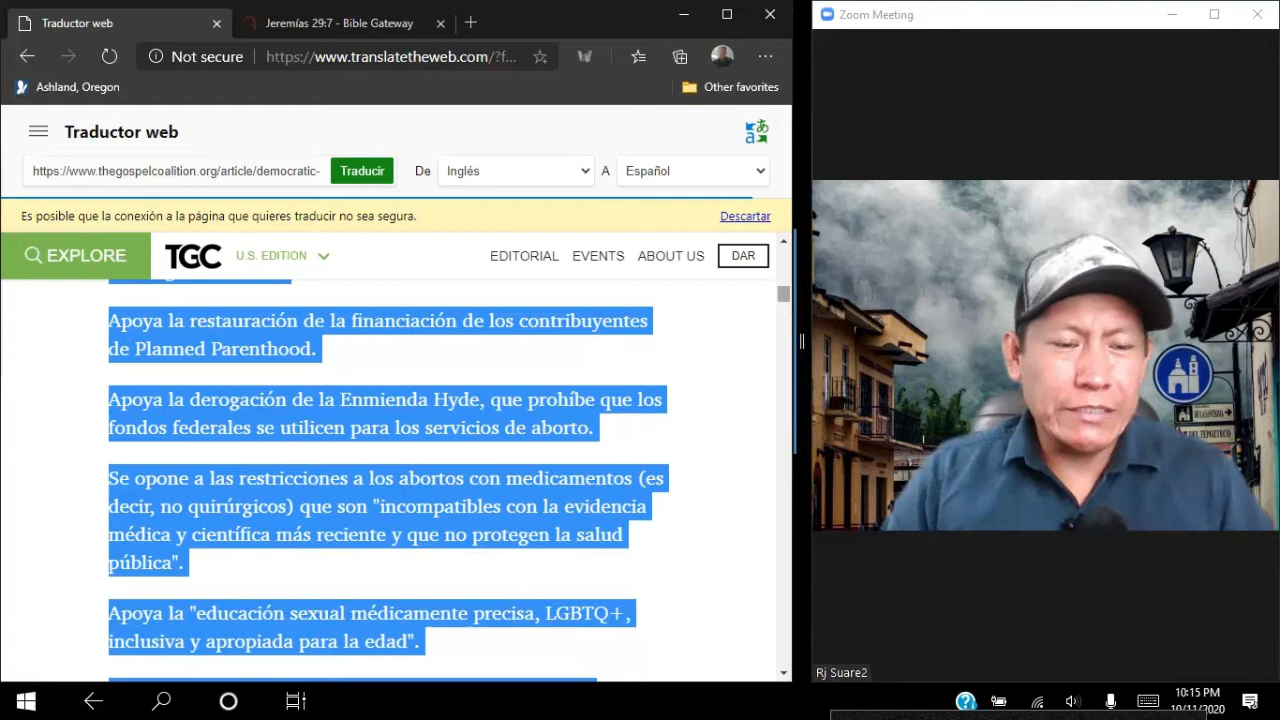 Traductor web
Jeremías 29:7 - Bible Gateway
Zoom Meeting
Not secure
https://www.translatetheweb.com/?f...
Ashland, Oregon
Other favorites
Traductor web
https://www.thegospelcoalition.org/article/democratic-
Traducir
De
Inglés
A
Español
Es posible que la conexión a la página que quieres traducir no sea segura.
Descartar
EXPLORE
TGC
U.S. EDITION
EDITORIAL
EVENTS
ABOUT US
DAR
Apoya la restauración de la financiación de los contribuyentes
de Planned Parenthood.
Apoya la derogación de la Enmienda Hyde, que prohíbe que los
fondos federales se utilicen para los servicios de aborto.
Se opone a las restricciones a los abortos con medicamentos (es
decir, no quirúrgicos) que son "incompatibles con la evidencia
médica y científica más reciente y que no protegen la salud
pública".
Apoya la "educación sexual médicamente precisa, LGBTQ+,
inclusiva y apropiada para la edad".
Rj Suare2
10:15 PM
10/11/2020